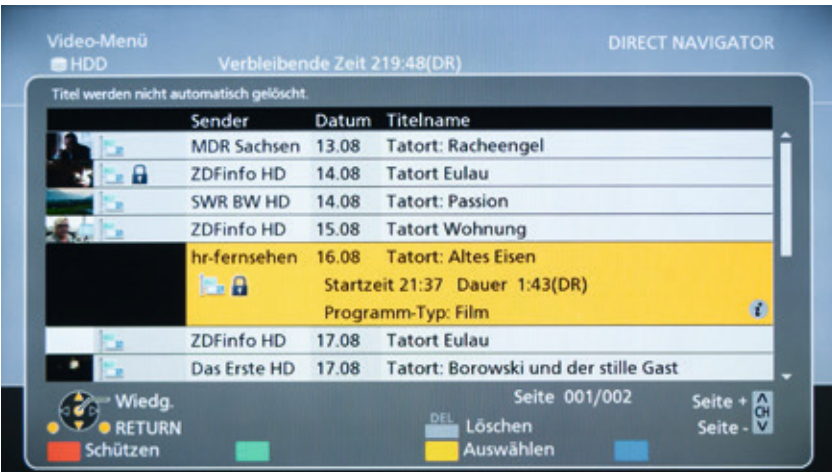 Video-Menü
DIRECT NAVIGATOR
HDD Verbleibende Zeit 219:48(DR)
Titel werden nicht automatisch gelöscht.
Sender Datum Titelname
MDR Sachsen 13.08 Tatort: Racheengel
ZDFinfo HD 14.08 Tatort Eulau
SWR BW HD 14.08 Tatort: Passion
ZDFinfo HD 15.08 Tatort Wohnung
hr-fernsehen 16.08 Tatort: Altes Eisen
Startzeit 21:37 Dauer 1:43(DR)
Programm-Typ: Film
i
ZDFinfo HD 17.08 Tatort Eulau
Das Erste HD 17.08 Tatort: Borowski und der stille Gast
Wiedg.
RETURN
Seite 001/002
Seite +
CH
Seite -
DEL
Löschen
Schützen
Auswählen